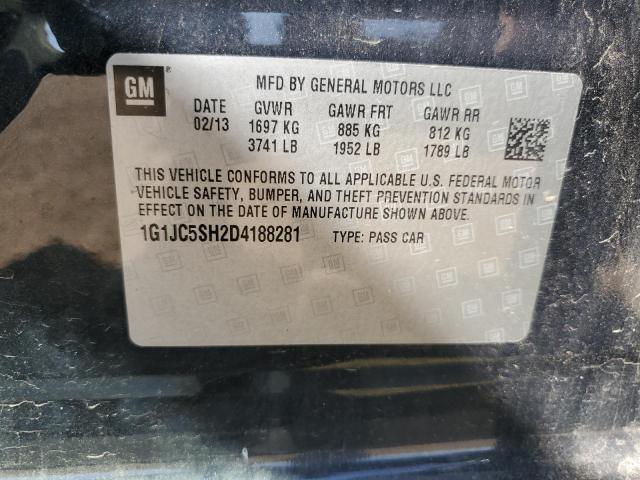 GM
MFD BY GENERAL MOTORS LLC
DATE GVWR GAWR FRT GAWR RR
02/13 1697 KG 885 KG 812 KG
3741 LB 1952 LB 1789 LB
THIS VEHICLE CONFORMS TO ALL APPLICABLE U.S. FEDERAL MOTOR
VEHICLE SAFETY, BUMPER, AND THEFT PREVENTION STANDARDS IN
EFFECT ON THE DATE OF MANUFACTURE SHOWN ABOVE.
1G1JC5SH2D4188281 TYPE: PASS CAR